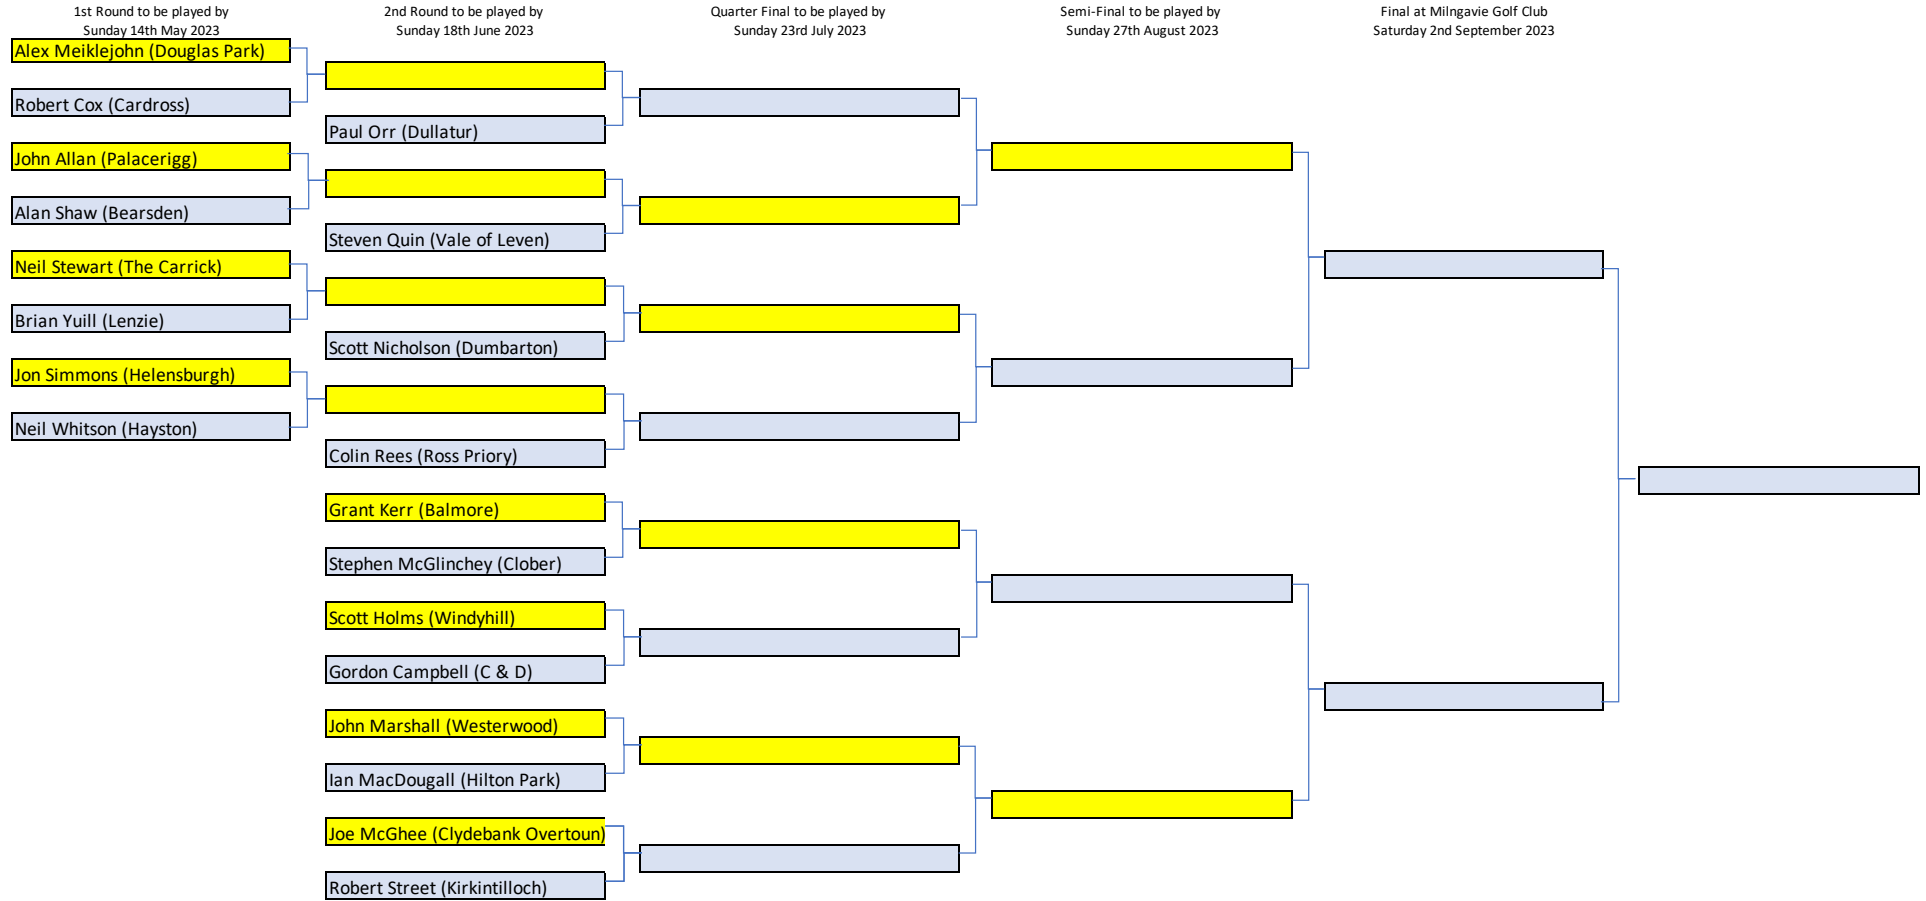 1st Round to be played by
Sunday 14th May 2023
2nd Round to be played by
Sunday 18th June 2023
Quarter Final to be played by
Sunday 23rd July 2023
Semi-Final to be played by
Sunday 27th August 2023
Final at Milngavie Golf Club
Saturday 2nd September 2023
Alex Meiklejohn (Douglas Park)
Robert Cox (Cardross)
John Allan (Palacerigg)
Alan Shaw (Bearsden)
Neil Stewart (The Carrick)
Brian Yuill (Lenzie)
Jon Simmons (Helensburgh)
Neil Whitson (Hayston)
Paul Orr (Dullatur)
Steven Quin (Vale of Leven)
Scott Nicholson (Dumbarton)
Colin Rees (Ross Priory)
Grant Kerr (Balmore)
Stephen McGlinchey (Clober)
Scott Holms (Windyhill)
Gordon Campbell (C & D)
John Marshall (Westerwood)
Ian MacDougall (Hilton Park)
Joe McGhee (Clydebank Overtoun)
Robert Street (Kirkintilloch)